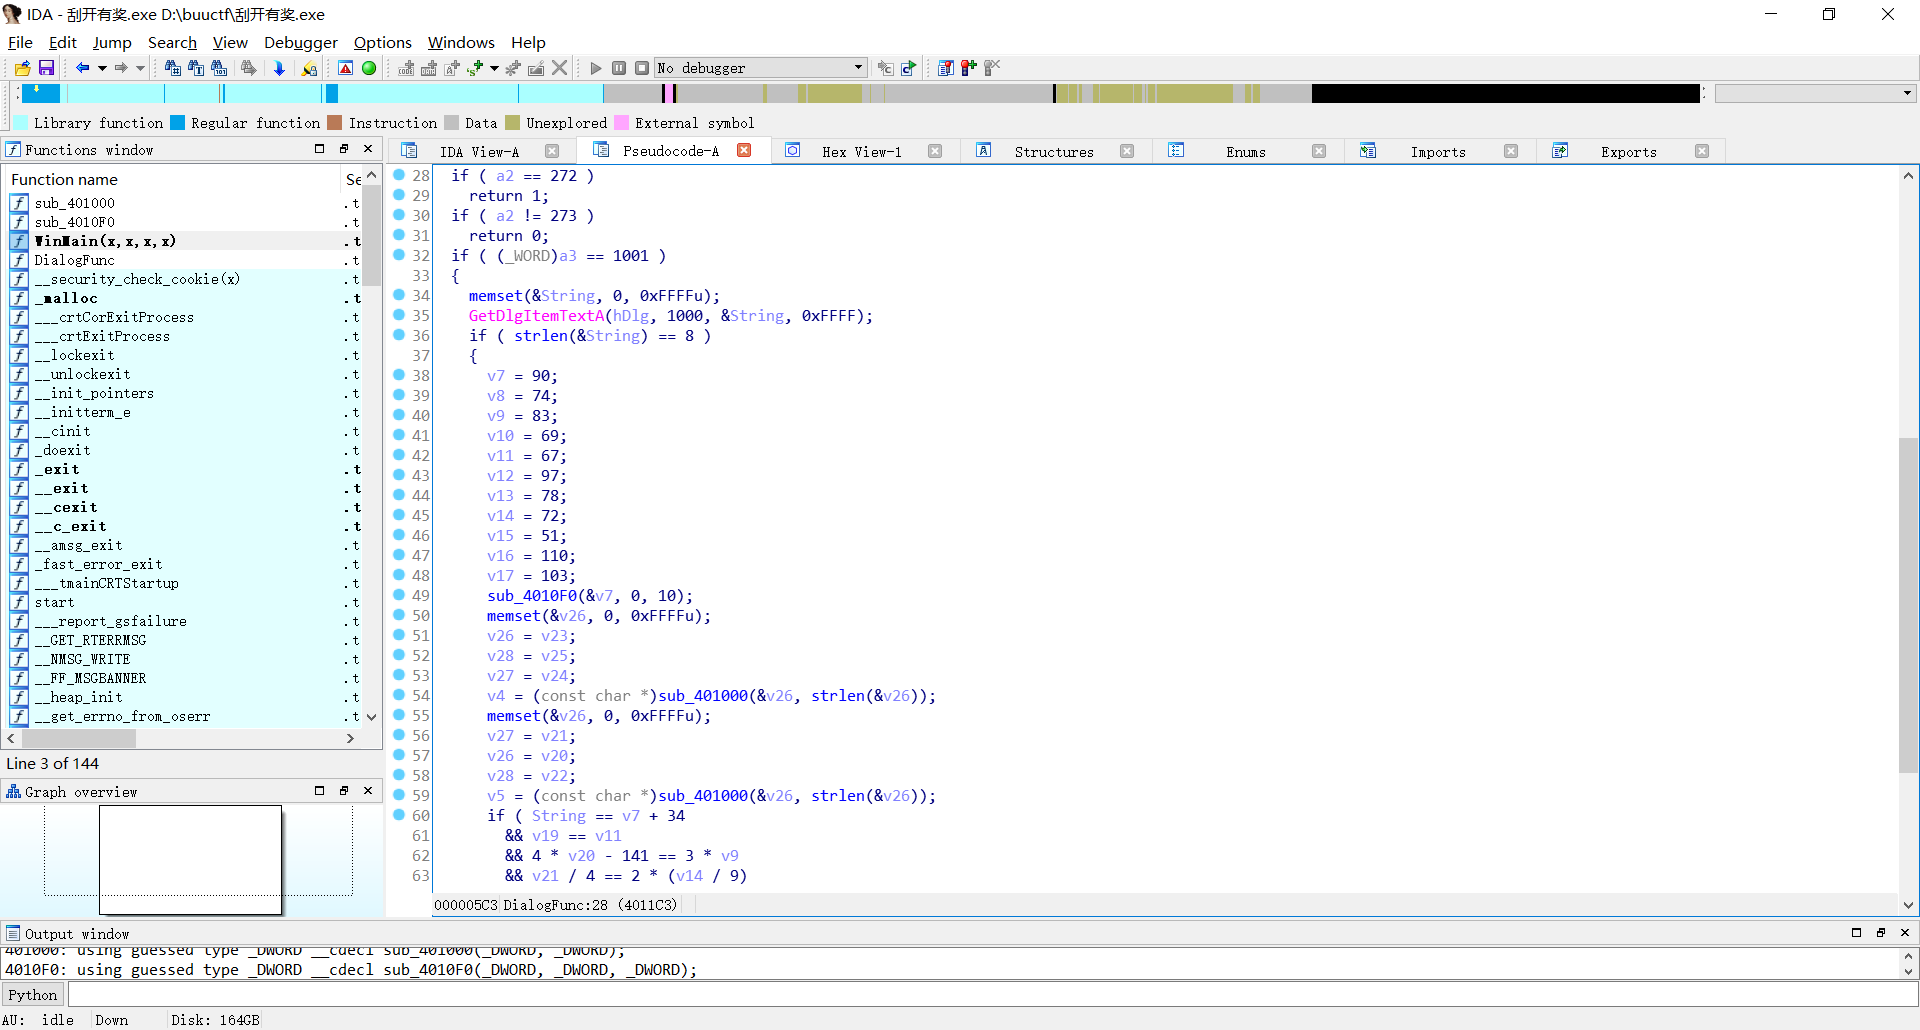 IDA - 刮开有奖.exe D:\buuctf\刮开有奖.exe
File Edit Jump Search View Debugger Options Windows Help
No debugger
Library function Regular function Instruction Data Unexplored External symbol
Functions window
Function name Se
sub_401000 .t
sub_4010F0 .t
WinMain(x,x,x,x) .t
DialogFunc .t
__security_check_cookie(x) .t
_malloc .t
___crtCorExitProcess .t
___crtExitProcess .t
__lockexit .t
__unlockexit .t
__init_pointers .t
__initterm_e .t
__cinit .t
_doexit .t
_exit .t
__exit .t
__cexit .t
__c_exit .t
__amsg_exit .t
_fast_error_exit .t
___tmainCRTStartup .t
start .t
___report_gsfailure .t
__GET_RTERRMSG .t
__NMSG_WRITE .t
__FF_MSGBANNER .t
__heap_init .t
__get_errno_from_oserr .t
Line 3 of 144
Graph overview
IDA View-A Pseudocode-A Hex View-1 Structures Enums Imports Exports
28 if ( a2 == 272 )
29 return 1;
30 if ( a2 != 273 )
31 return 0;
32 if ( (_WORD)a3 == 1001 )
33 {
34 memset(&String, 0, 0xFFFFu);
35 GetDlgItemTextA(hDlg, 1000, &String, 0xFFFF);
36 if ( strlen(&String) == 8 )
37 {
38 v7 = 90;
39 v8 = 74;
40 v9 = 83;
41 v10 = 69;
42 v11 = 67;
43 v12 = 97;
44 v13 = 78;
45 v14 = 72;
46 v15 = 51;
47 v16 = 110;
48 v17 = 103;
49 sub_4010F0(&v7, 0, 10);
50 memset(&v26, 0, 0xFFFFu);
51 v26 = v23;
52 v28 = v25;
53 v27 = v24;
54 v4 = (const char *)sub_401000(&v26, strlen(&v26));
55 memset(&v26, 0, 0xFFFFu);
56 v27 = v21;
57 v26 = v20;
58 v28 = v22;
59 v5 = (const char *)sub_401000(&v26, strlen(&v26));
60 if ( String == v7 + 34
61 && v19 == v11
62 && 4 * v20 - 141 == 3 * v9
63 && v21 / 4 == 2 * (v14 / 9)
000005C3 DialogFunc:28 (4011C3)
Output window
401000: using guessed type _DWORD __cdecl sub_401000(_DWORD, _DWORD);
4010F0: using guessed type _DWORD __cdecl sub_4010F0(_DWORD, _DWORD, _DWORD);
Python
AU: idle Down Disk: 164GB